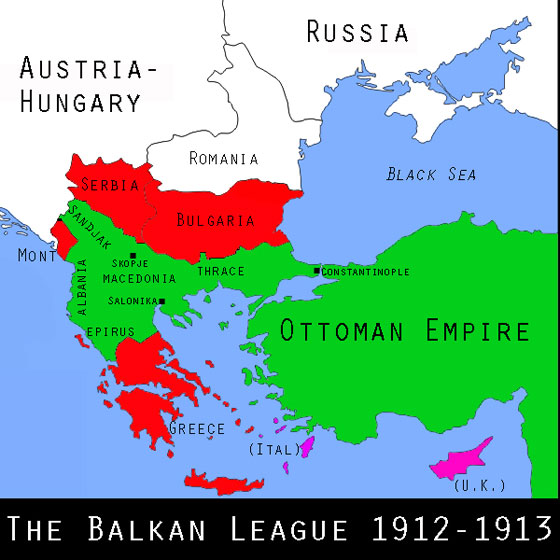 RUSSIA
AUSTRIA-
HUNGARY
ROMANIA
BLACK SEA
SERBIA
BULGARIA
SANDJAK
MONT
SKOPJE
MACEDONIA
THRACE
CONSTANTINOPLE
ALBANIA
SALONIKA
EPIRUS
OTTOMAN EMPIRE
GREECE
(ITAL)
(U.K.)
THE BALKAN LEAGUE 1912-1913